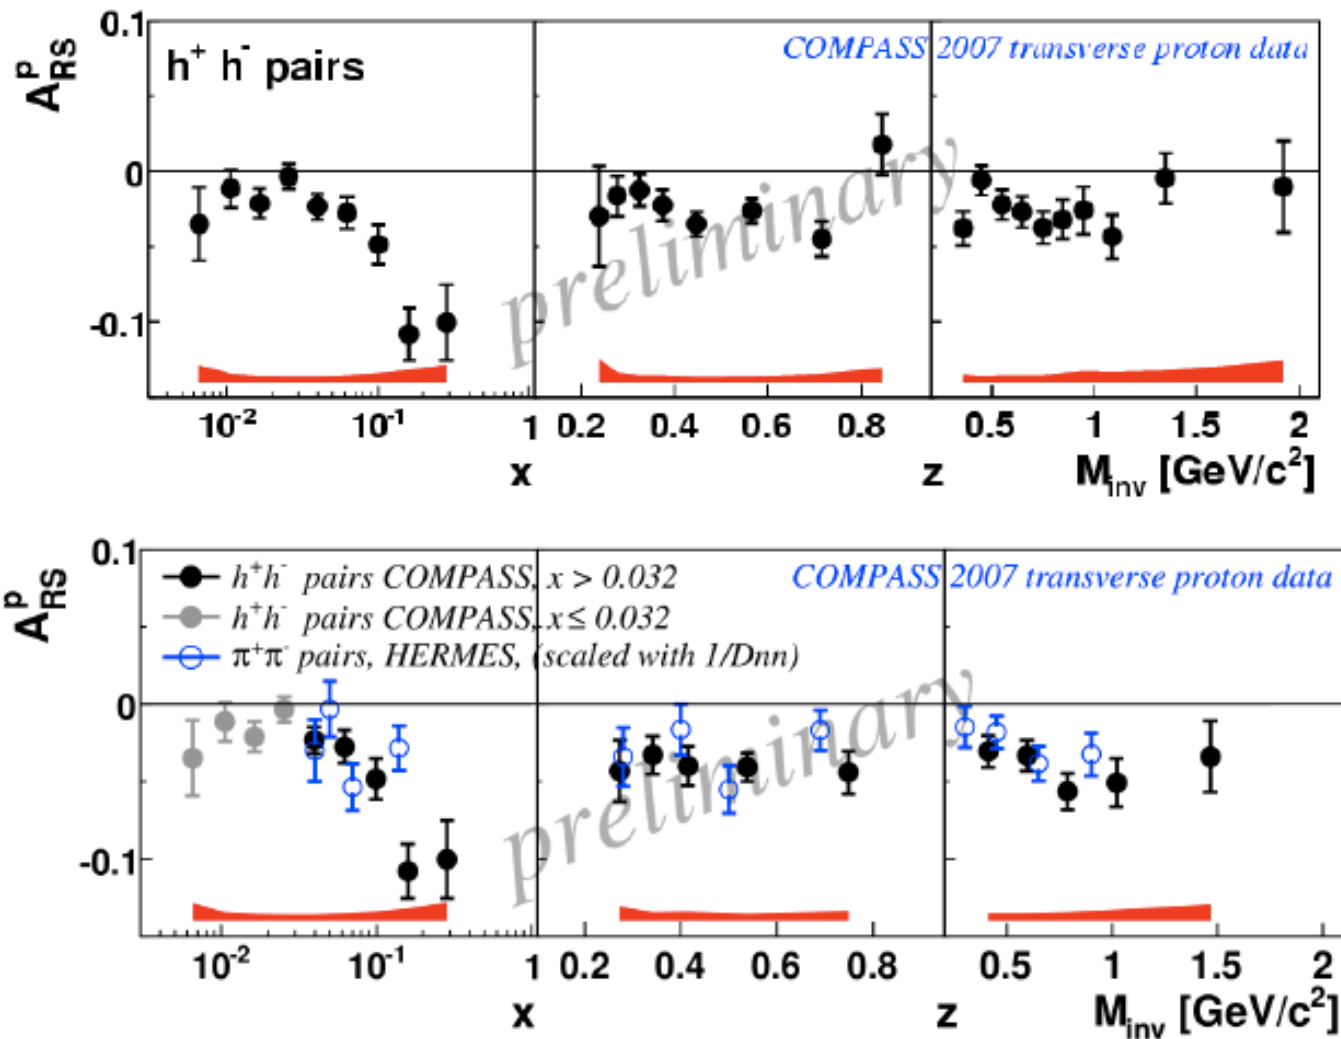 0.1
A^p_RS
h⁺ h⁻ pairs
COMPASS 2007 transverse proton data
0
-0.1
preliminary
10⁻² 10⁻¹ 1 0.2 0.4 0.6 0.8 0.5 1 1.5 2
x z M_inv [GeV/c²]
0.1
A^p_RS
h⁺h⁻ pairs COMPASS, x > 0.032
COMPASS 2007 transverse proton data
h⁺h⁻ pairs COMPASS, x ≤ 0.032
π⁺π⁻ pairs, HERMES, (scaled with 1/Dnn)
0
-0.1
preliminary
10⁻² 10⁻¹ 1 0.2 0.4 0.6 0.8 0.5 1 1.5 2
x z M_inv [GeV/c²]